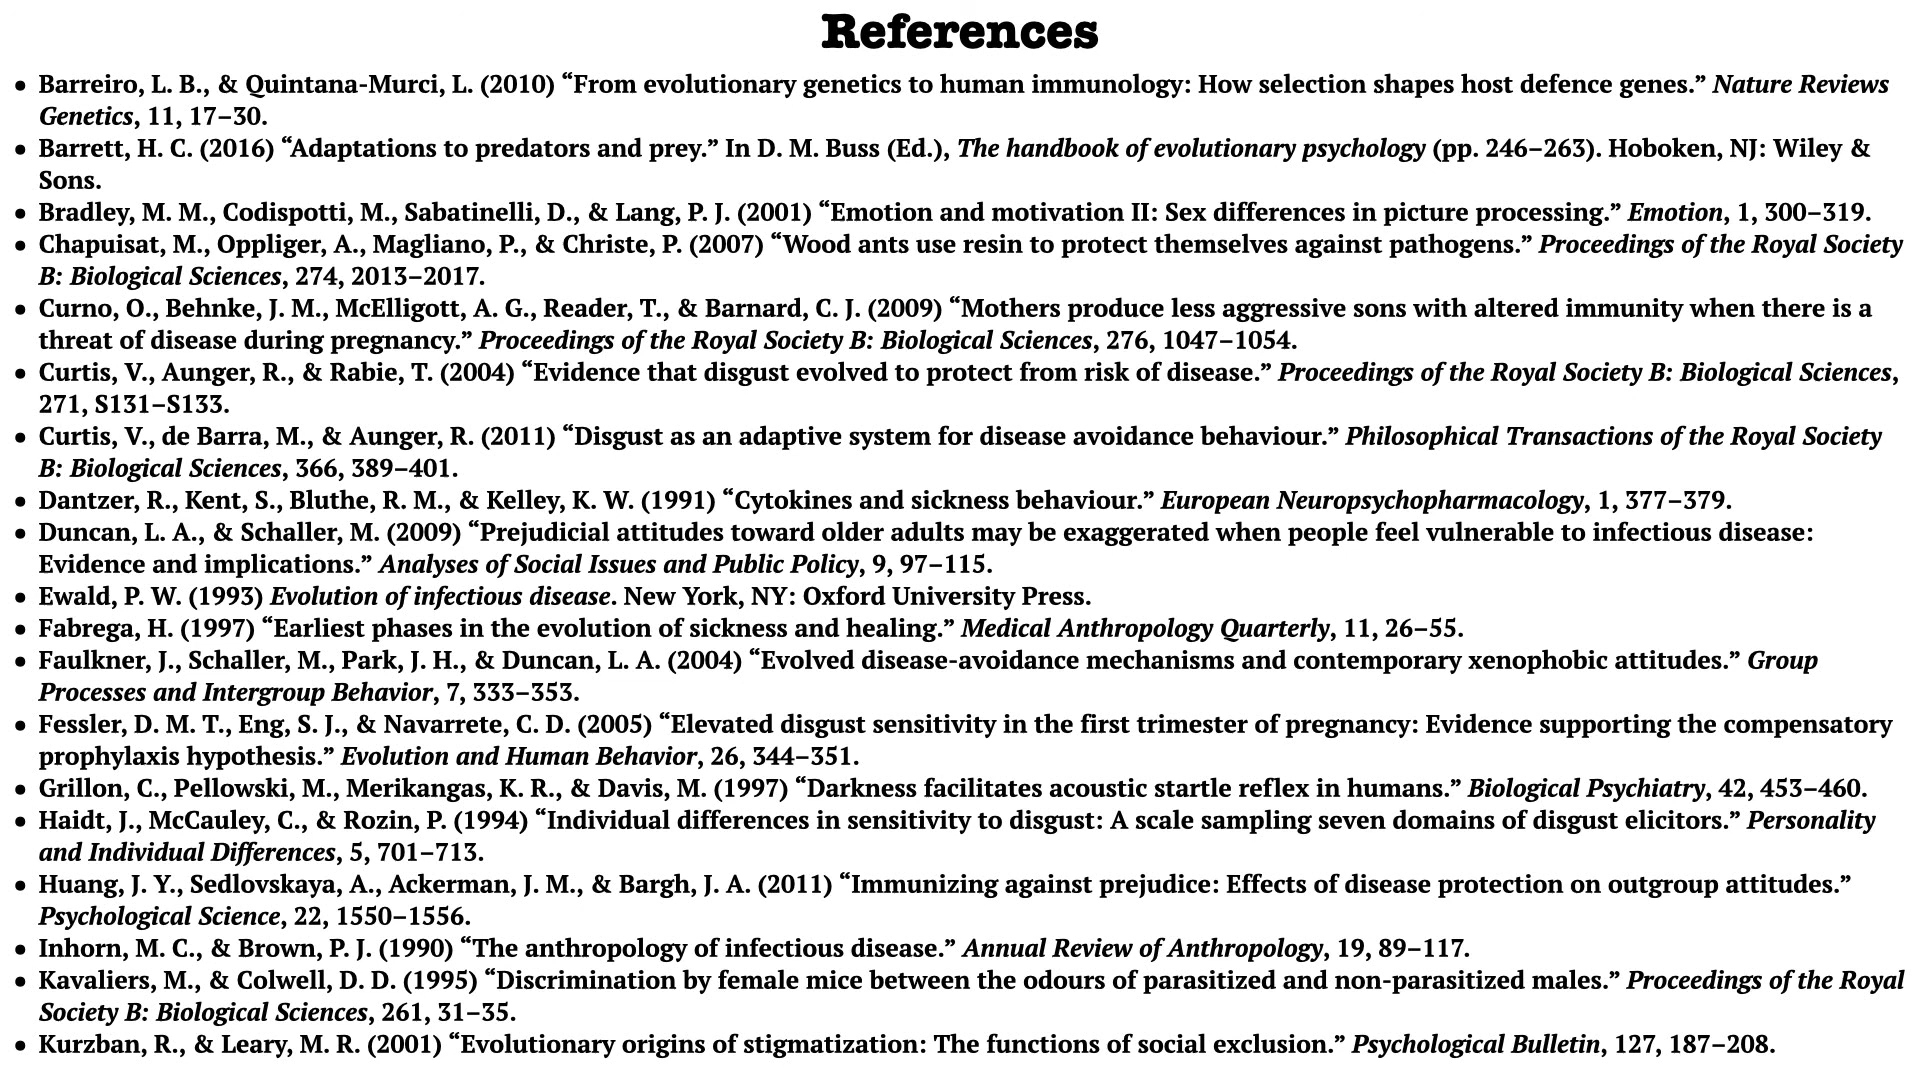 References
• Barreiro, L. B., & Quintana-Murci, L. (2010) “From evolutionary genetics to human immunology: How selection shapes host defence genes.” Nature Reviews
Genetics, 11, 17–30.
• Barrett, H. C. (2016) “Adaptations to predators and prey.” In D. M. Buss (Ed.), The handbook of evolutionary psychology (pp. 246–263). Hoboken, NJ: Wiley &
Sons.
• Bradley, M. M., Codispotti, M., Sabatinelli, D., & Lang, P. J. (2001) “Emotion and motivation II: Sex differences in picture processing.” Emotion, 1, 300–319.
• Chapuisat, M., Oppliger, A., Magliano, P., & Christe, P. (2007) “Wood ants use resin to protect themselves against pathogens.” Proceedings of the Royal Society
B: Biological Sciences, 274, 2013–2017.
• Curno, O., Behnke, J. M., McElligott, A. G., Reader, T., & Barnard, C. J. (2009) “Mothers produce less aggressive sons with altered immunity when there is a
threat of disease during pregnancy.” Proceedings of the Royal Society B: Biological Sciences, 276, 1047–1054.
• Curtis, V., Aunger, R., & Rabie, T. (2004) “Evidence that disgust evolved to protect from risk of disease.” Proceedings of the Royal Society B: Biological Sciences,
271, S131–S133.
• Curtis, V., de Barra, M., & Aunger, R. (2011) “Disgust as an adaptive system for disease avoidance behaviour.” Philosophical Transactions of the Royal Society
B: Biological Sciences, 366, 389–401.
• Dantzer, R., Kent, S., Bluthe, R. M., & Kelley, K. W. (1991) “Cytokines and sickness behaviour.” European Neuropsychopharmacology, 1, 377–379.
• Duncan, L. A., & Schaller, M. (2009) “Prejudicial attitudes toward older adults may be exaggerated when people feel vulnerable to infectious disease:
Evidence and implications.” Analyses of Social Issues and Public Policy, 9, 97–115.
• Ewald, P. W. (1993) Evolution of infectious disease. New York, NY: Oxford University Press.
• Fabrega, H. (1997) “Earliest phases in the evolution of sickness and healing.” Medical Anthropology Quarterly, 11, 26–55.
• Faulkner, J., Schaller, M., Park, J. H., & Duncan, L. A. (2004) “Evolved disease-avoidance mechanisms and contemporary xenophobic attitudes.” Group
Processes and Intergroup Behavior, 7, 333–353.
• Fessler, D. M. T., Eng, S. J., & Navarrete, C. D. (2005) “Elevated disgust sensitivity in the first trimester of pregnancy: Evidence supporting the compensatory
prophylaxis hypothesis.” Evolution and Human Behavior, 26, 344–351.
• Grillon, C., Pellowski, M., Merikangas, K. R., & Davis, M. (1997) “Darkness facilitates acoustic startle reflex in humans.” Biological Psychiatry, 42, 453–460.
• Haidt, J., McCauley, C., & Rozin, P. (1994) “Individual differences in sensitivity to disgust: A scale sampling seven domains of disgust elicitors.” Personality
and Individual Differences, 5, 701–713.
• Huang, J. Y., Sedlovskaya, A., Ackerman, J. M., & Bargh, J. A. (2011) “Immunizing against prejudice: Effects of disease protection on outgroup attitudes.”
Psychological Science, 22, 1550–1556.
• Inhorn, M. C., & Brown, P. J. (1990) “The anthropology of infectious disease.” Annual Review of Anthropology, 19, 89–117.
• Kavaliers, M., & Colwell, D. D. (1995) “Discrimination by female mice between the odours of parasitized and non-parasitized males.” Proceedings of the Royal
Society B: Biological Sciences, 261, 31–35.
• Kurzban, R., & Leary, M. R. (2001) “Evolutionary origins of stigmatization: The functions of social exclusion.” Psychological Bulletin, 127, 187–208.